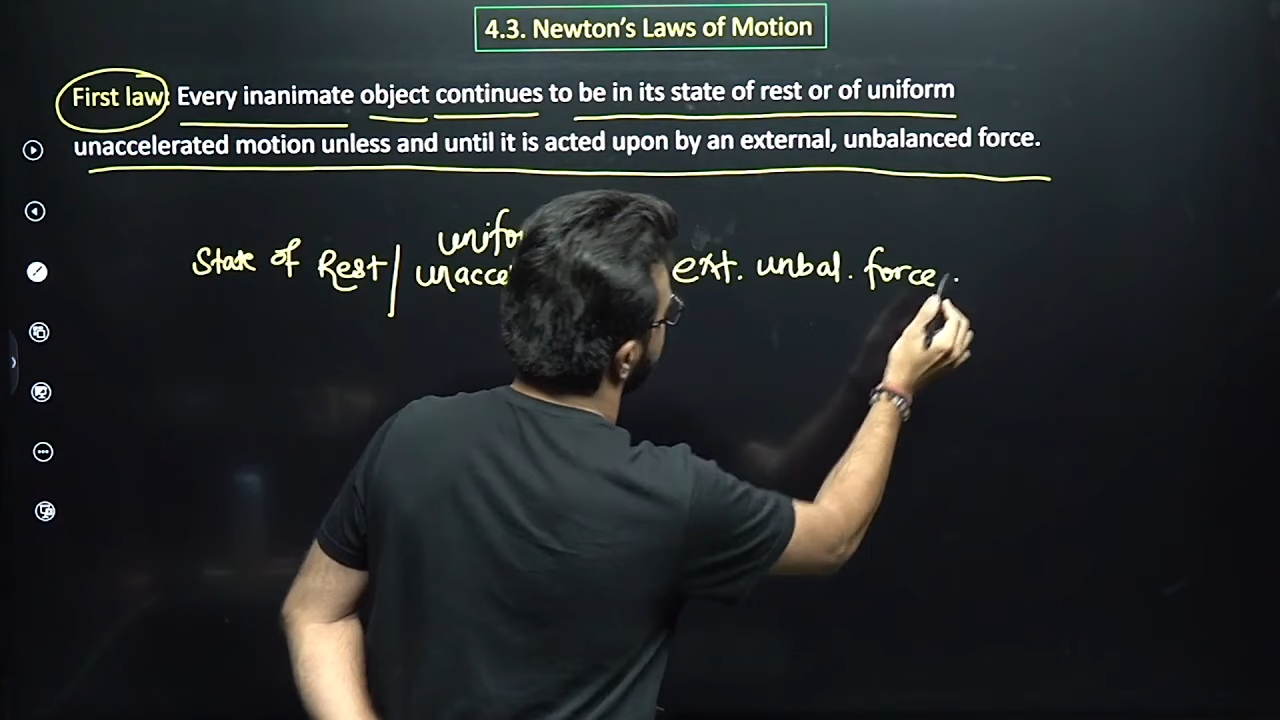 4.3. Newton's Laws of Motion
First law: Every inanimate object continues to be in its state of rest or of uniform
unaccelerated motion unless and until it is acted upon by an external, unbalanced force.
State of Rest / ext. unbal. force.